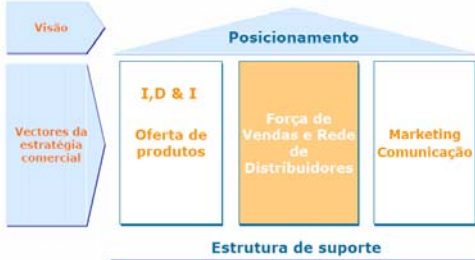 Visão
Posicionamento
Vectores da
estratégia
comercial
I,D & I
Oferta de
produtos
Força de
Vendas e Rede
de
Distribuidores
Marketing
Comunicação
Estrutura de suporte